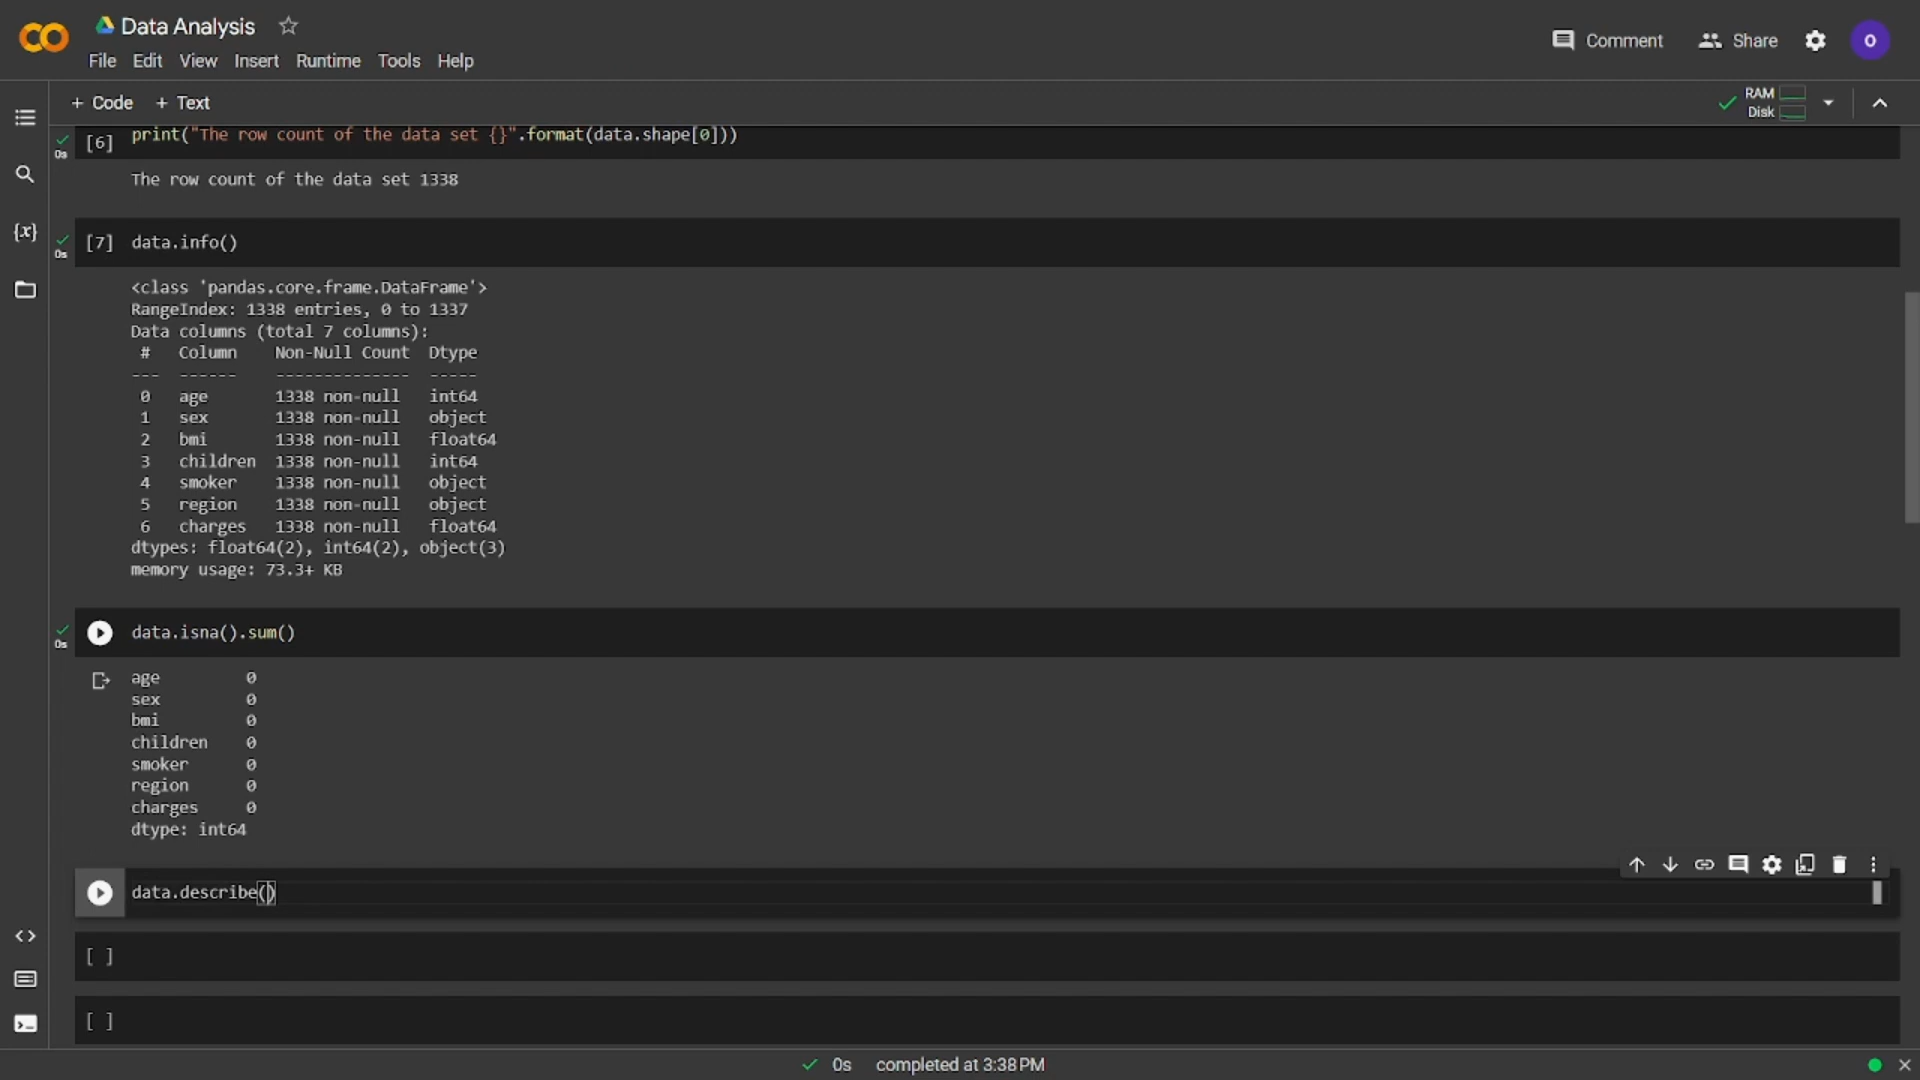 Data Analysis
File Edit View Insert Runtime Tools Help
Comment Share O
+ Code + Text
RAM
Disk
[6] print("The row count of the data set {}".format(data.shape[0]))
0s
The row count of the data set 1338
{x}
[7] data.info()
0s
<class 'pandas.core.frame.DataFrame'>
RangeIndex: 1338 entries, 0 to 1337
Data columns (total 7 columns):
# Column Non-Null Count Dtype
--- ------ -------------- -----
0 age 1338 non-null int64
1 sex 1338 non-null object
2 bmi 1338 non-null float64
3 children 1338 non-null int64
4 smoker 1338 non-null object
5 region 1338 non-null object
6 charges 1338 non-null float64
dtypes: float64(2), int64(2), object(3)
memory usage: 73.3+ KB
data.isna().sum()
0s
age 0
sex 0
bmi 0
children 0
smoker 0
region 0
charges 0
dtype: int64
data.describe()
[ ]
[ ]
0s completed at 3:38 PM